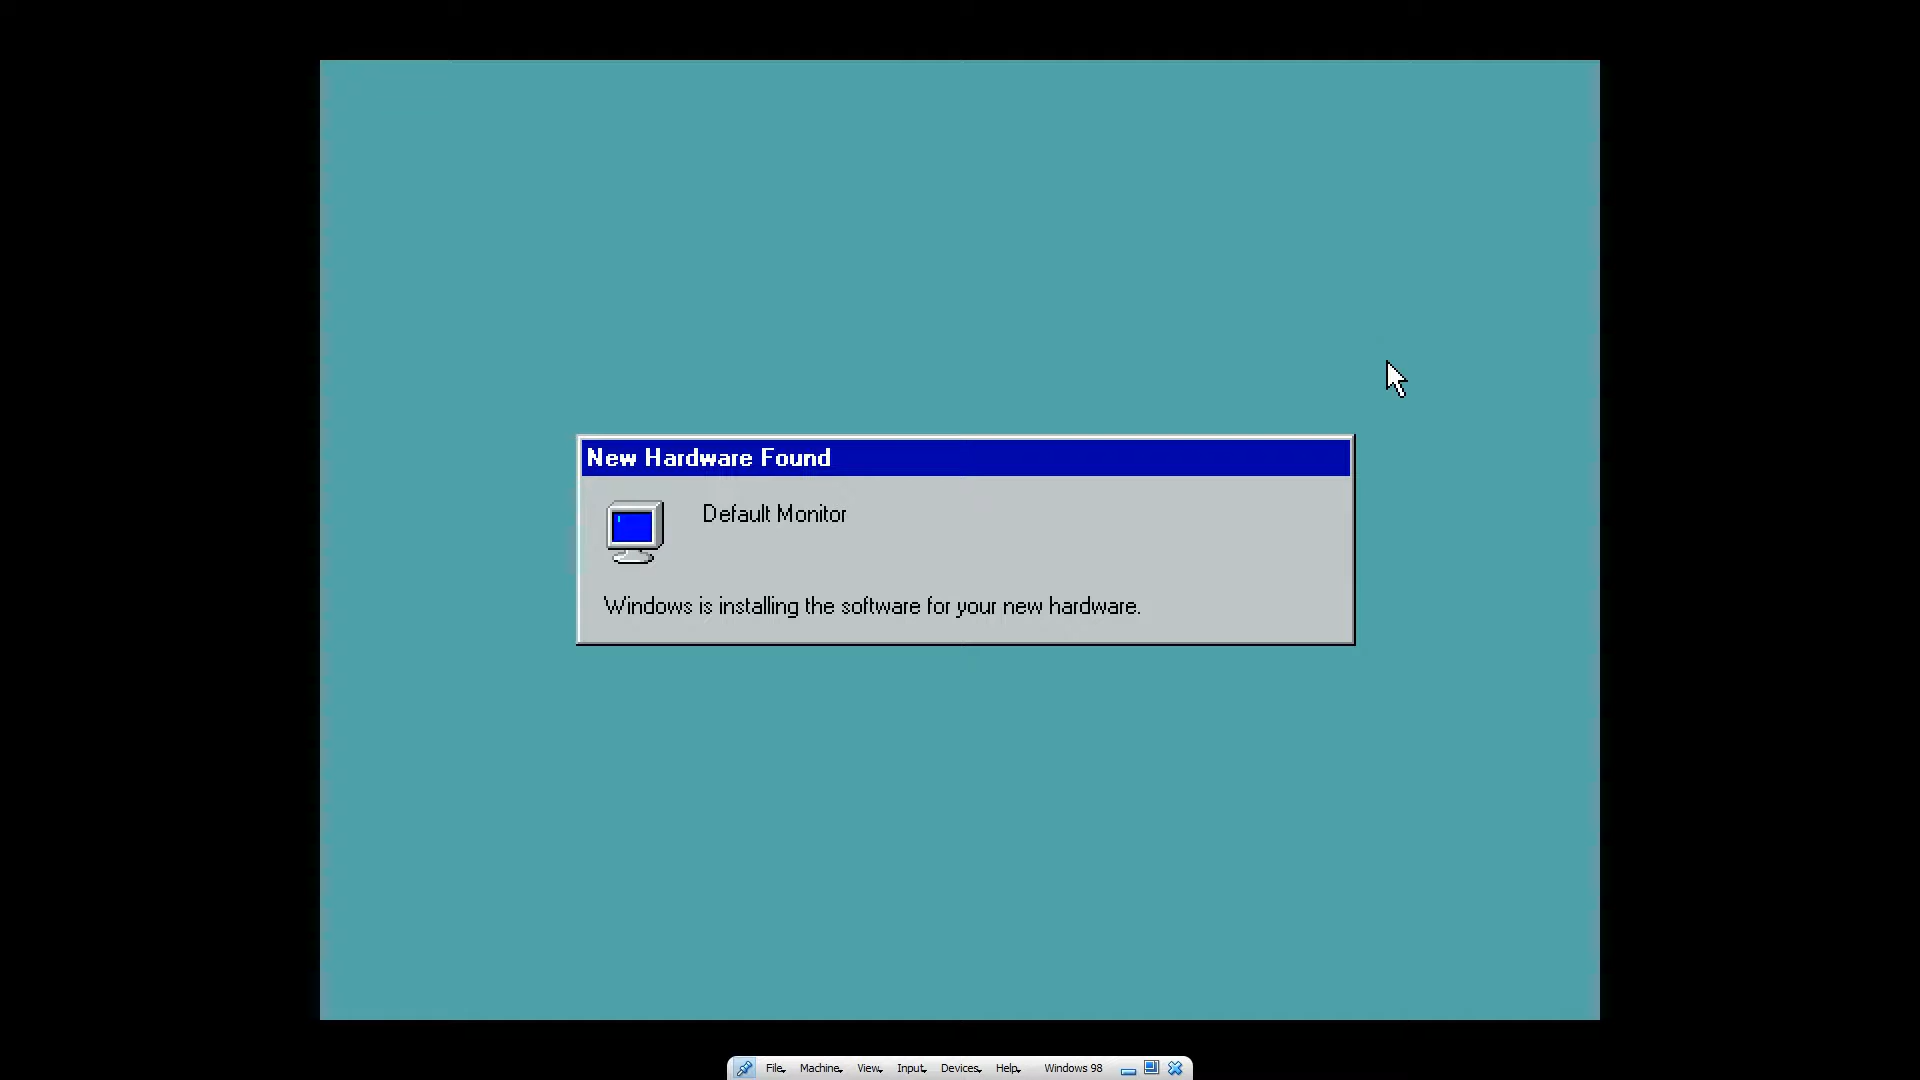 New Hardware Found
Default Monitor
Windows is installing the software for your new hardware.
File Machine View Input Devices Help Windows 98